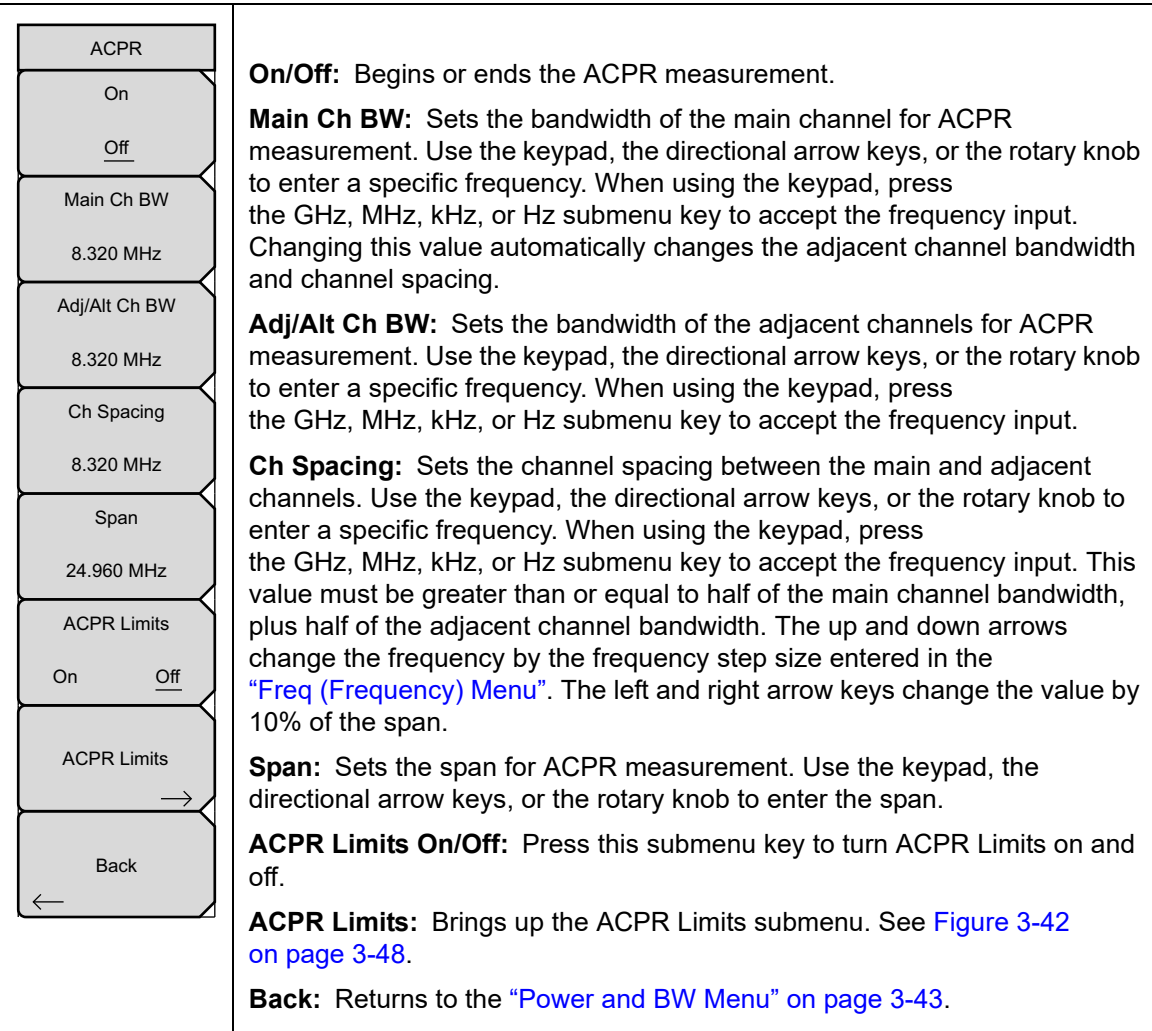 ACPR
On
Off
Main Ch BW
8.320 MHz
Adj/Alt Ch BW
8.320 MHz
Ch Spacing
8.320 MHz
Span
24.960 MHz
ACPR Limits
On Off
ACPR Limits
→
Back
←
On/Off: Begins or ends the ACPR measurement.
Main Ch BW: Sets the bandwidth of the main channel for ACPR
measurement. Use the keypad, the directional arrow keys, or the rotary knob
to enter a specific frequency. When using the keypad, press
the GHz, MHz, kHz, or Hz submenu key to accept the frequency input.
Changing this value automatically changes the adjacent channel bandwidth
and channel spacing.
Adj/Alt Ch BW: Sets the bandwidth of the adjacent channels for ACPR
measurement. Use the keypad, the directional arrow keys, or the rotary knob
to enter a specific frequency. When using the keypad, press
the GHz, MHz, kHz, or Hz submenu key to accept the frequency input.
Ch Spacing: Sets the channel spacing between the main and adjacent
channels. Use the keypad, the directional arrow keys, or the rotary knob to
enter a specific frequency. When using the keypad, press
the GHz, MHz, kHz, or Hz submenu key to accept the frequency input. This
value must be greater than or equal to half of the main channel bandwidth,
plus half of the adjacent channel bandwidth. The up and down arrows
change the frequency by the frequency step size entered in the
“Freq (Frequency) Menu”. The left and right arrow keys change the value by
10% of the span.
Span: Sets the span for ACPR measurement. Use the keypad, the
directional arrow keys, or the rotary knob to enter the span.
ACPR Limits On/Off: Press this submenu key to turn ACPR Limits on and
off.
ACPR Limits: Brings up the ACPR Limits submenu. See Figure 3-42
on page 3-48.
Back: Returns to the “Power and BW Menu” on page 3-43.